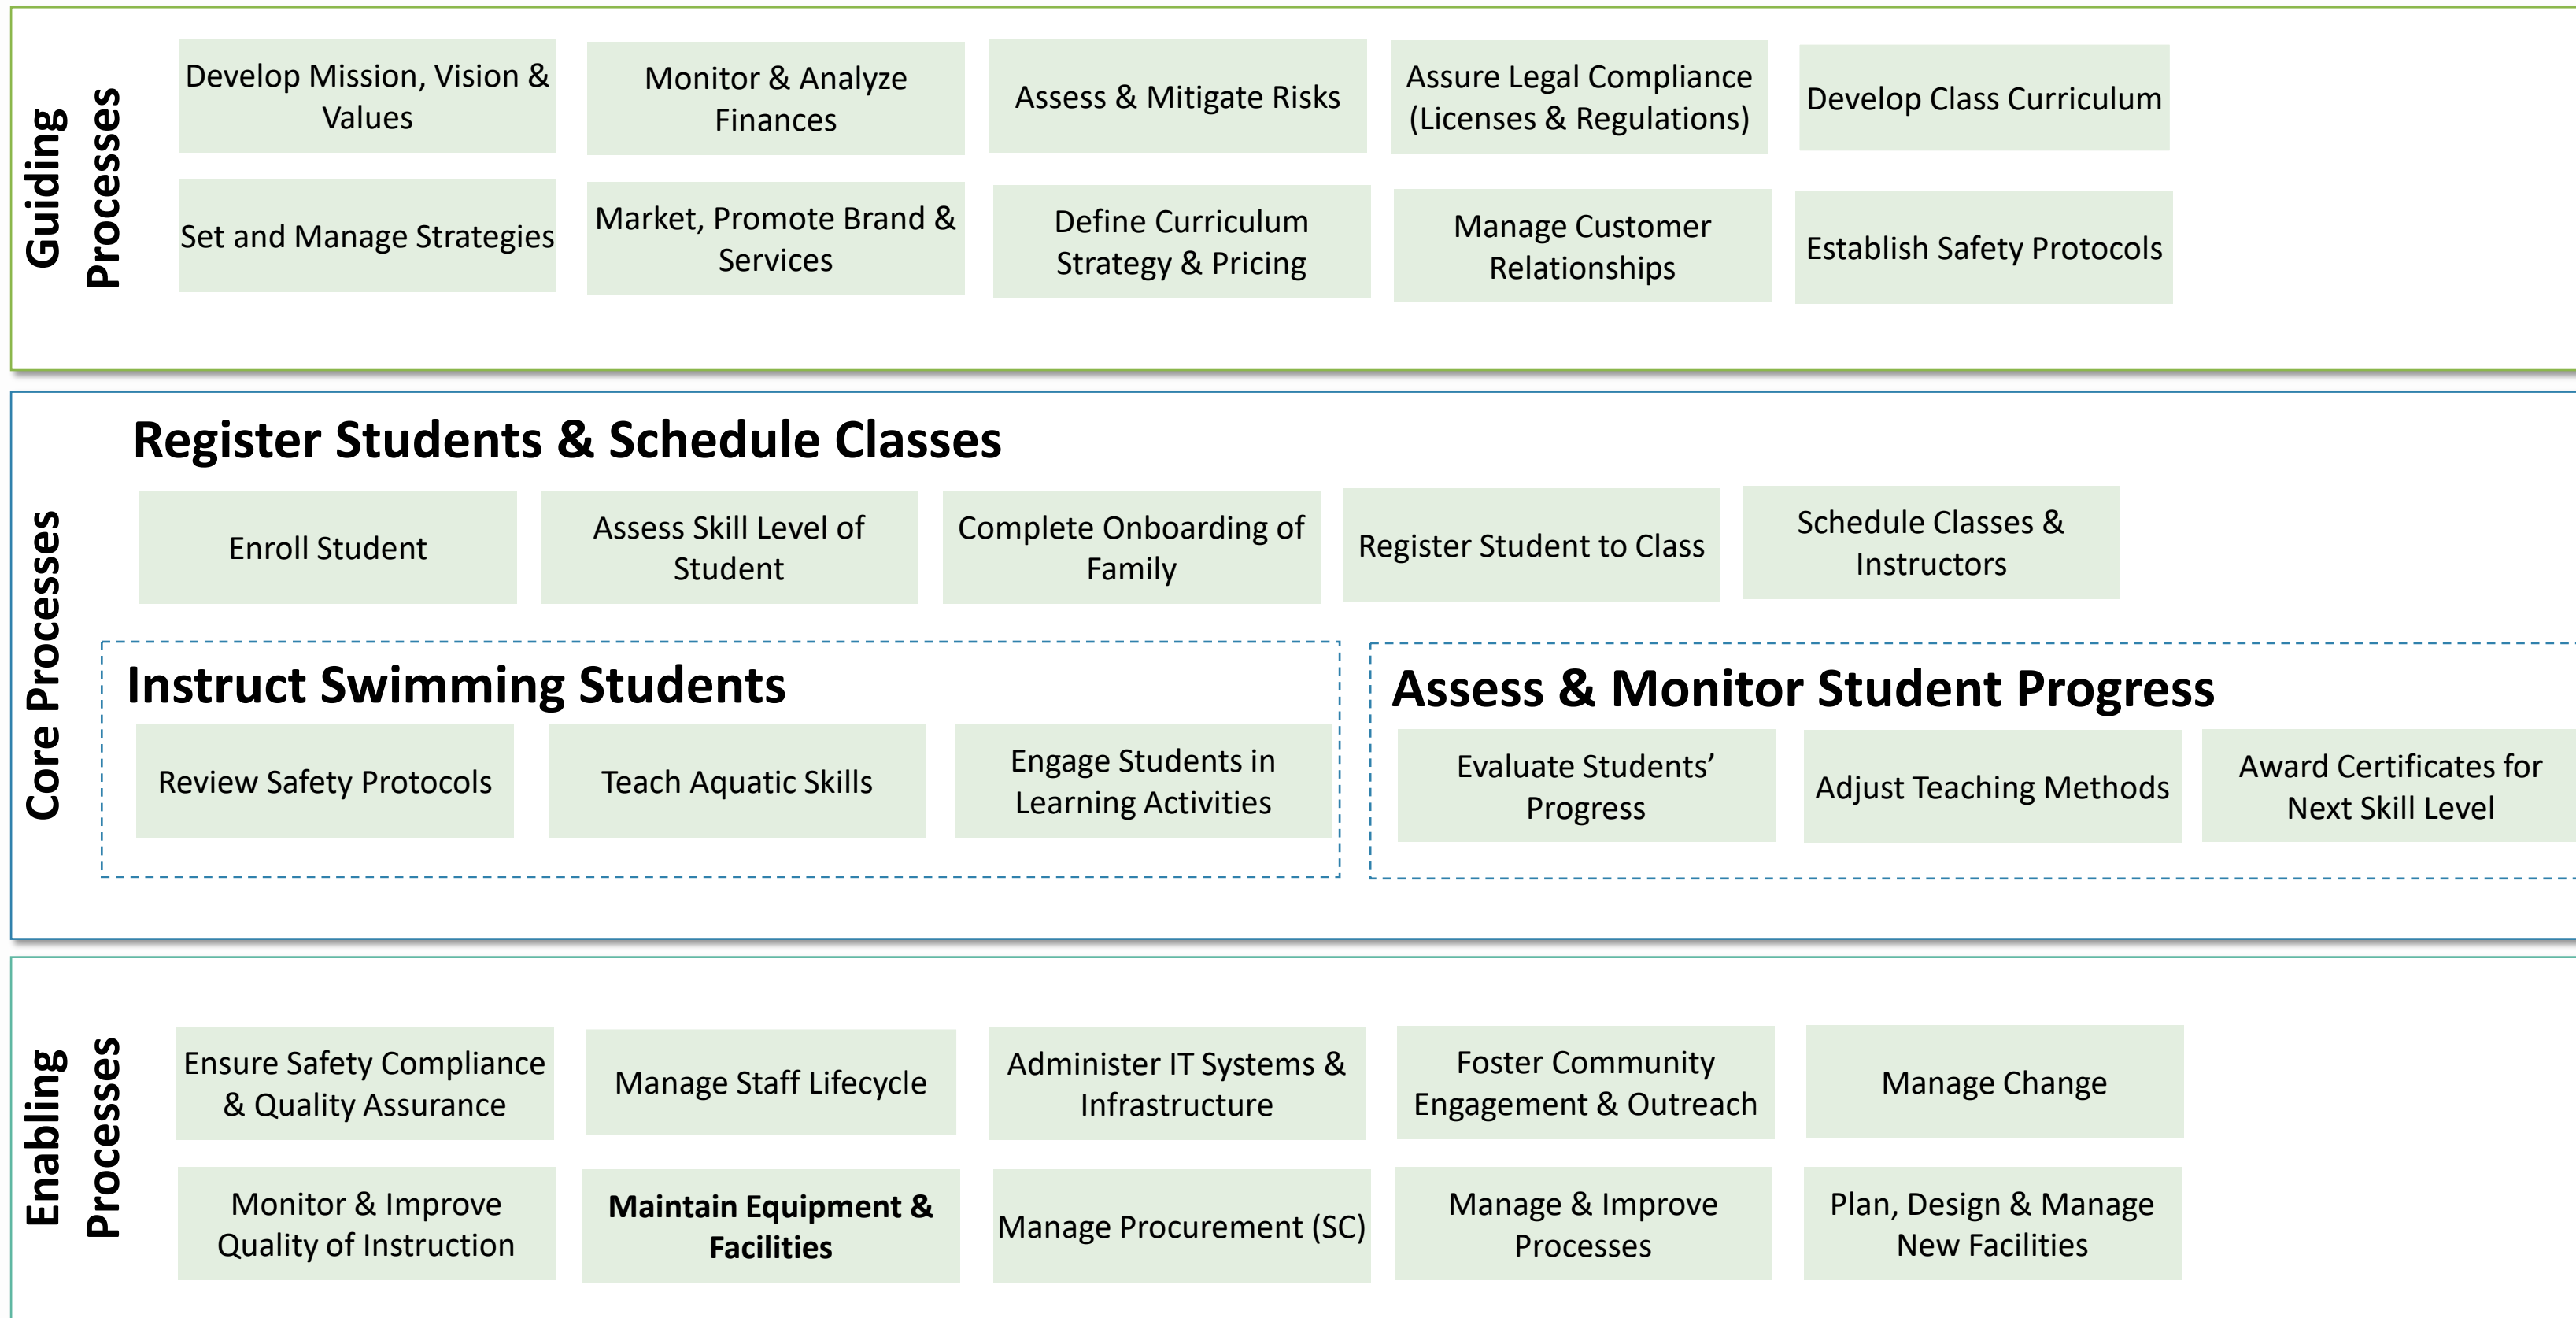 Guiding
Processes
Develop Mission, Vision &
Values
Monitor & Analyze
Finances
Assess & Mitigate Risks
Assure Legal Compliance
(Licenses & Regulations)
Develop Class Curriculum
Set and Manage Strategies
Market, Promote Brand &
Services
Define Curriculum
Strategy & Pricing
Manage Customer
Relationships
Establish Safety Protocols
Core Processes
Register Students & Schedule Classes
Enroll Student
Assess Skill Level of
Student
Complete Onboarding of
Family
Register Student to Class
Schedule Classes &
Instructors
Instruct Swimming Students
Review Safety Protocols
Teach Aquatic Skills
Engage Students in
Learning Activities
Assess & Monitor Student Progress
Evaluate Students’
Progress
Adjust Teaching Methods
Award Certificates for
Next Skill Level
Enabling
Processes
Ensure Safety Compliance
& Quality Assurance
Manage Staff Lifecycle
Administer IT Systems &
Infrastructure
Foster Community
Engagement & Outreach
Manage Change
Monitor & Improve
Quality of Instruction
Maintain Equipment &
Facilities
Manage Procurement (SC)
Manage & Improve
Processes
Plan, Design & Manage
New Facilities